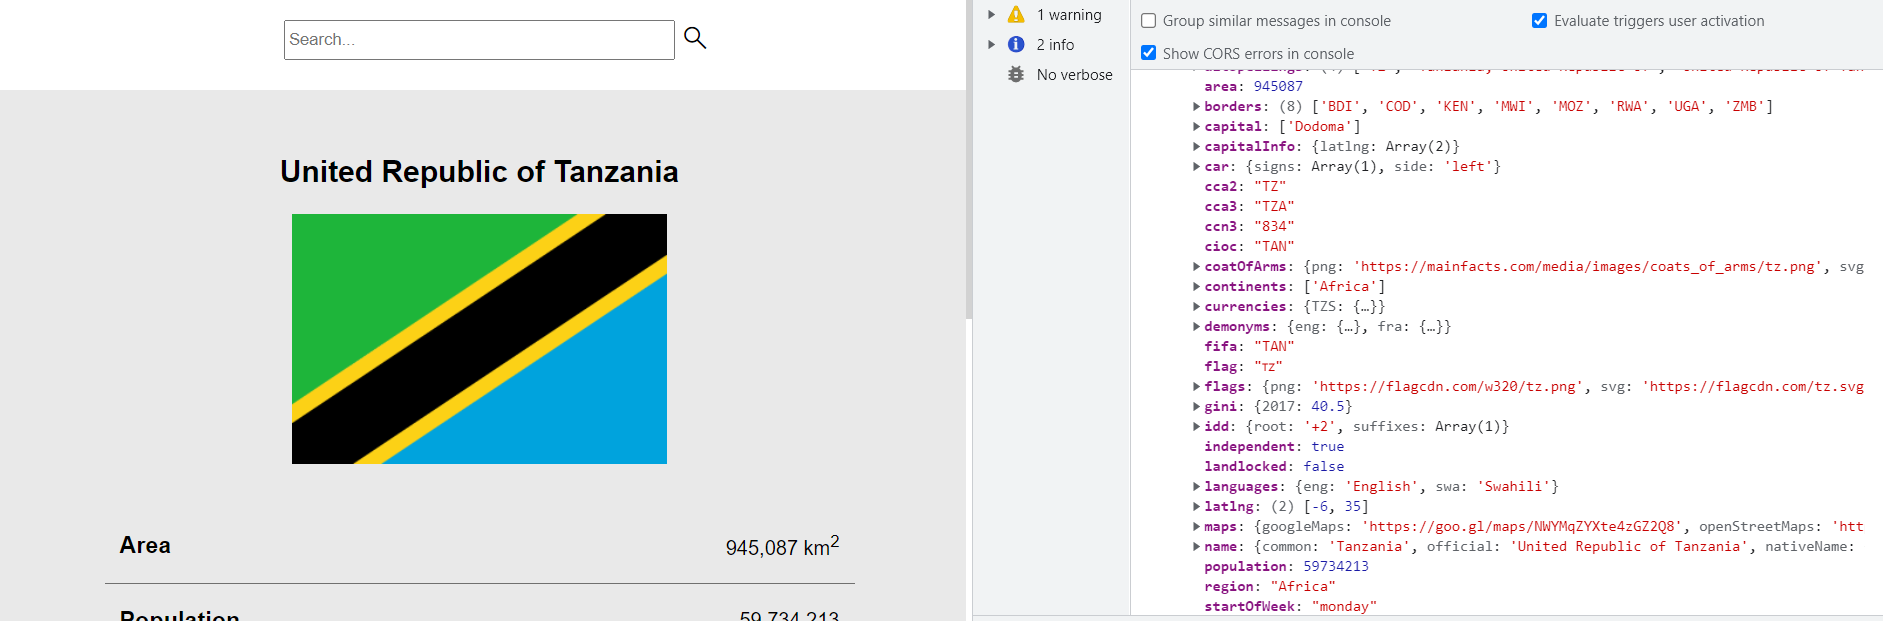 Search...
United Republic of Tanzania
Area
945,087 km2
Population
59,734,213
1 warning
2 info
No verbose
Group similar messages in console
Evaluate triggers user activation
Show CORS errors in console
area: 945087
borders: (8) ['BDI', 'COD', 'KEN', 'MWI', 'MOZ', 'RWA', 'UGA', 'ZMB']
capital: ['Dodoma']
capitalInfo: {latlng: Array(2)}
car: {signs: Array(1), side: 'left'}
cca2: "TZ"
cca3: "TZA"
ccn3: "834"
cioc: "TAN"
coatOfArms: {png: 'https://mainfacts.com/media/images/coats_of_arms/tz.png', svg
continents: ['Africa']
currencies: {TZS: {…}}
demonyms: {eng: {…}, fra: {…}}
fifa: "TAN"
flag: "TZ"
flags: {png: 'https://flagcdn.com/w320/tz.png', svg: 'https://flagcdn.com/tz.svg
gini: {2017: 40.5}
idd: {root: '+2', suffixes: Array(1)}
independent: true
landlocked: false
languages: {eng: 'English', swa: 'Swahili'}
latlng: (2) [-6, 35]
maps: {googleMaps: 'https://goo.gl/maps/NWYMqZYXte4zGZ2Q8', openStreetMaps: 'htt
name: {common: 'Tanzania', official: 'United Republic of Tanzania', nativeName:
population: 59734213
region: "Africa"
startOfWeek: "monday"